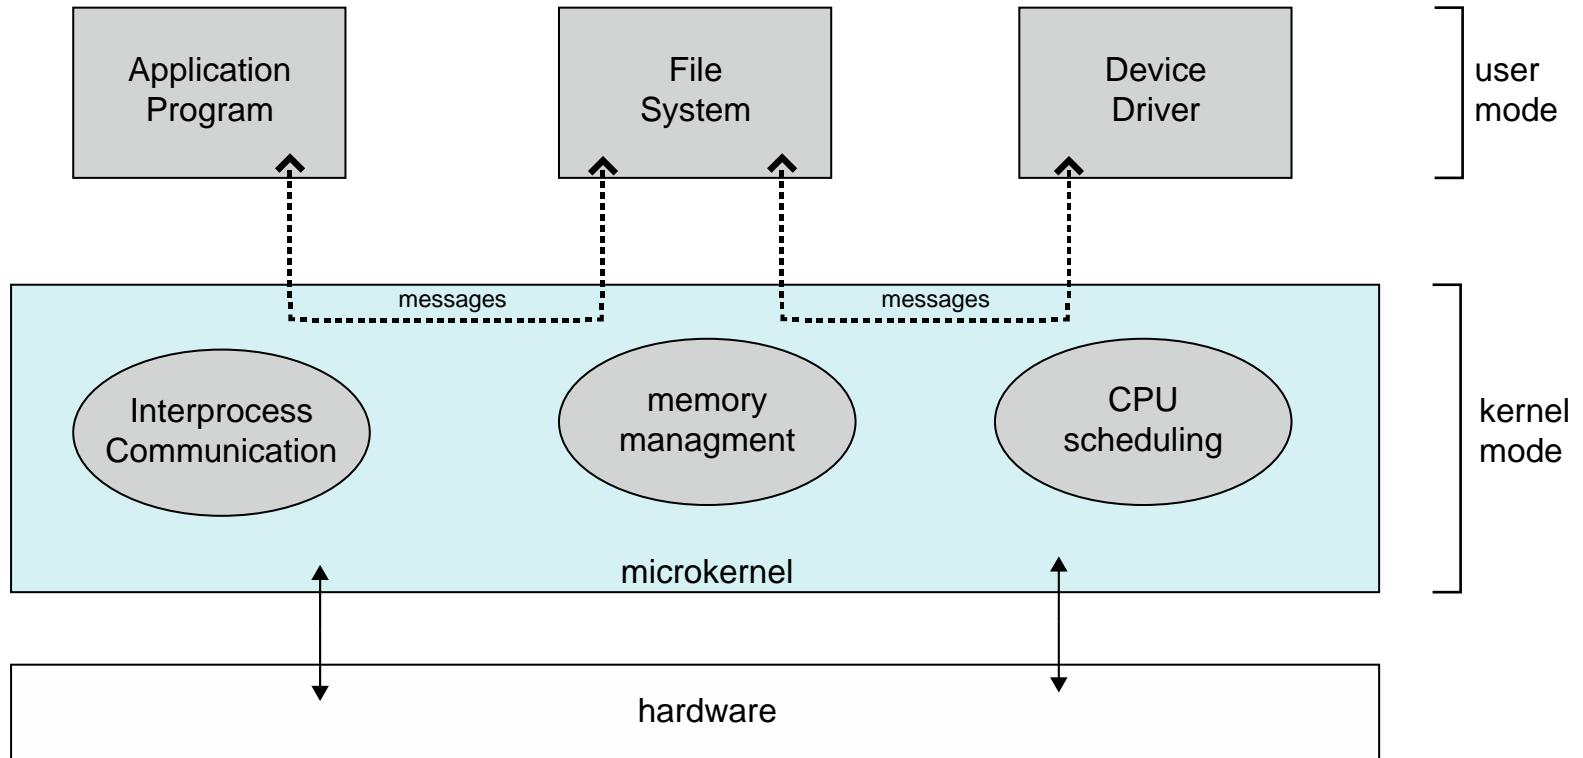 Application
Program
File
System
Device
Driver
user
mode
messages
messages
Interprocess
Communication
memory
managment
CPU
scheduling
kernel
mode
microkernel
hardware